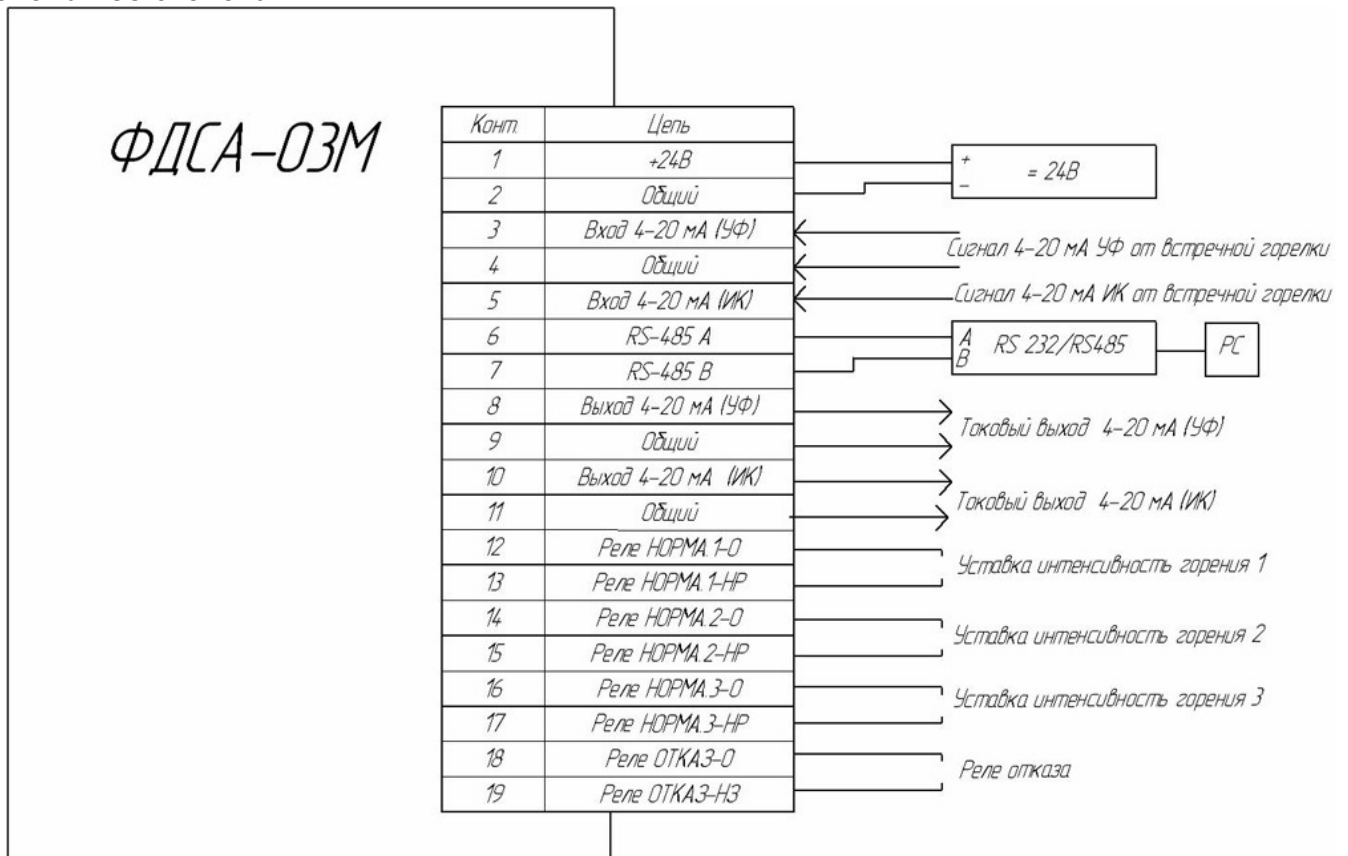 ФДСА-03М
Конт. Цепь
1 +24В
2 Общий
3 Вход 4-20 мА (УФ)
4 Общий
5 Вход 4-20 мА (ИК)
6 RS-485 A
7 RS-485 B
8 Выход 4-20 мА (УФ)
9 Общий
10 Выход 4-20 мА (ИК)
11 Общий
12 Реле НОРМА.1-О
13 Реле НОРМА.1-НР
14 Реле НОРМА.2-О
15 Реле НОРМА.2-НР
16 Реле НОРМА.3-О
17 Реле НОРМА.3-НР
18 Реле ОТКАЗ-О
19 Реле ОТКАЗ-НЗ
+
= 24В
–
Сигнал 4-20 мА УФ от встречной горелки
Сигнал 4-20 мА ИК от встречной горелки
A
B
RS 232/RS485
PC
Токовый выход 4-20 мА (УФ)
Токовый выход 4-20 мА (ИК)
Уставка интенсивность горения 1
Уставка интенсивность горения 2
Уставка интенсивность горения 3
Реле отказа